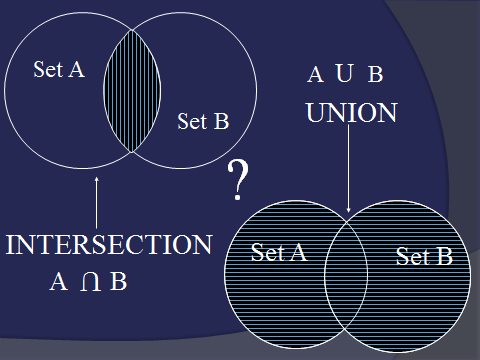 Set A
Set B
INTERSECTION
A ∩ B
?
A U B
UNION
Set A
Set B